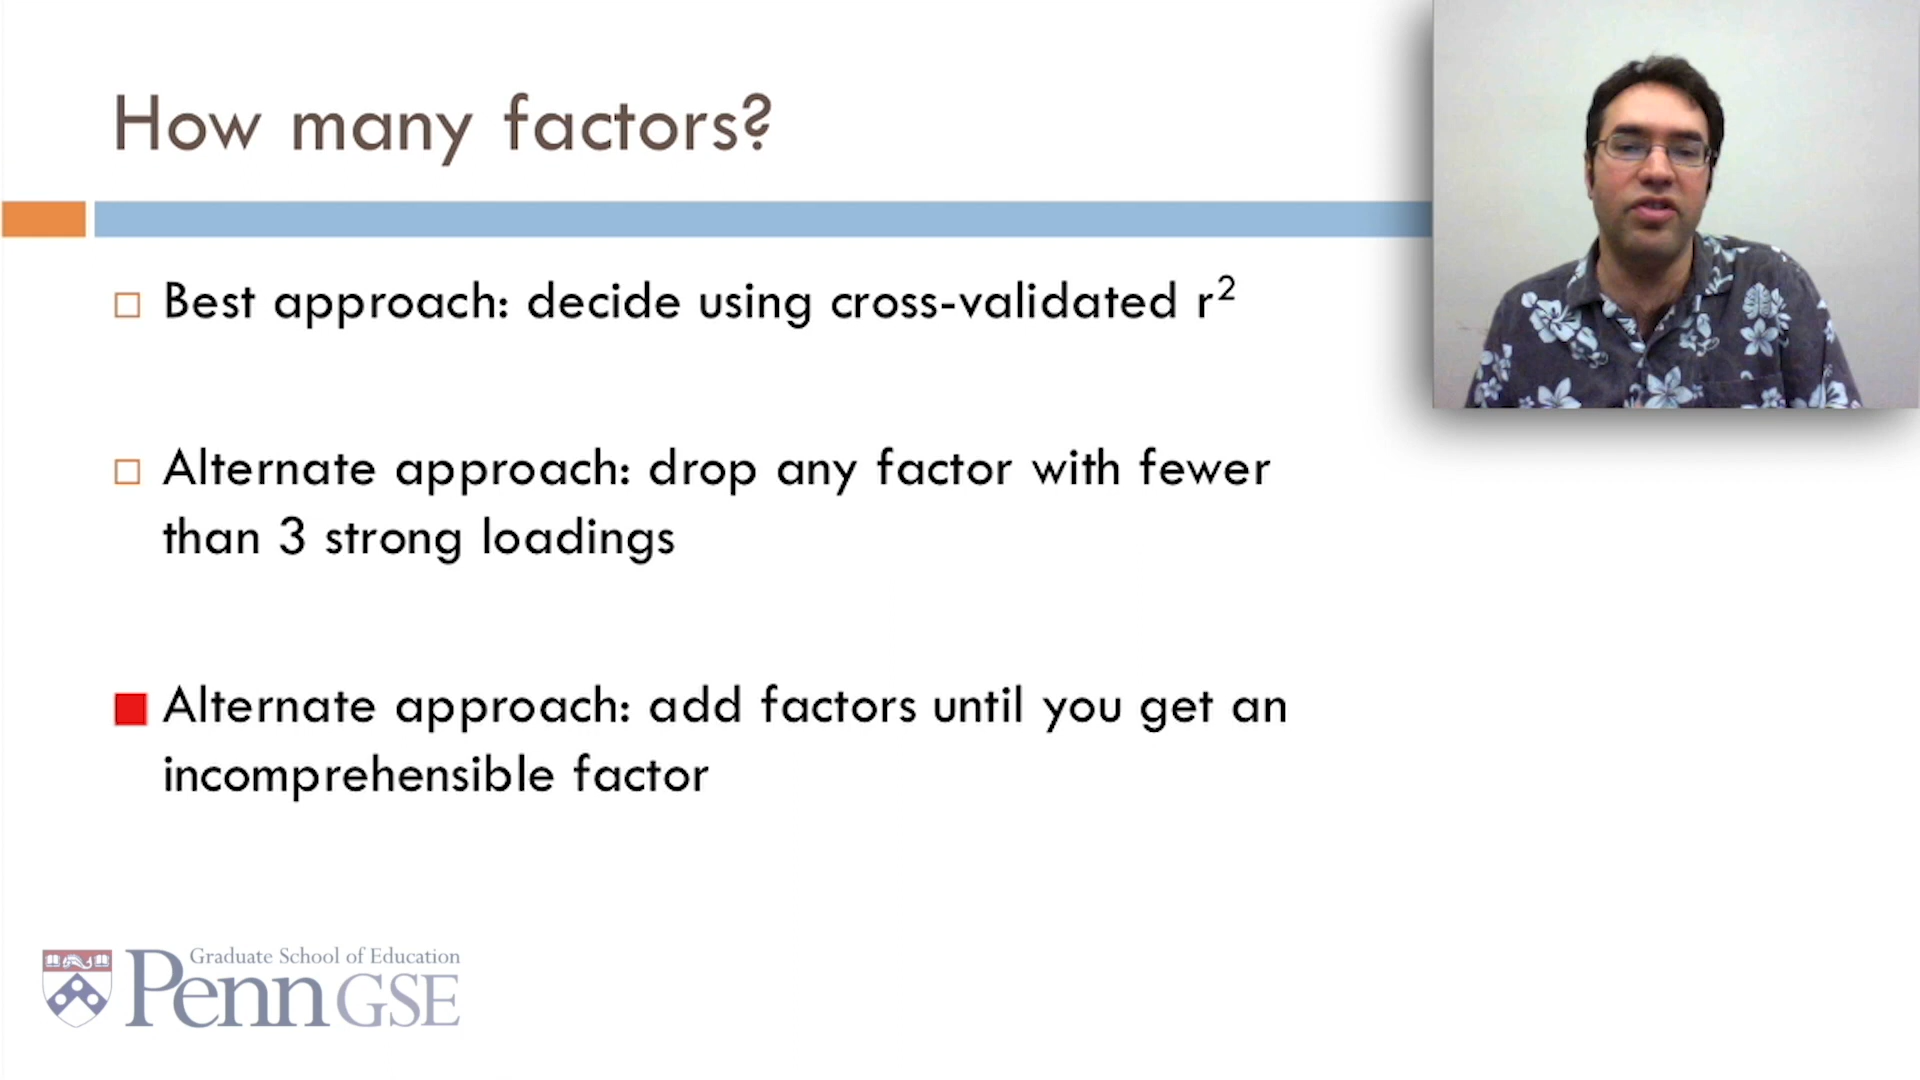 How many factors?
Best approach: decide using cross-validated r²
Alternate approach: drop any factor with fewer
than 3 strong loadings
Alternate approach: add factors until you get an
incomprehensible factor
Graduate School of Education
Penn GSE